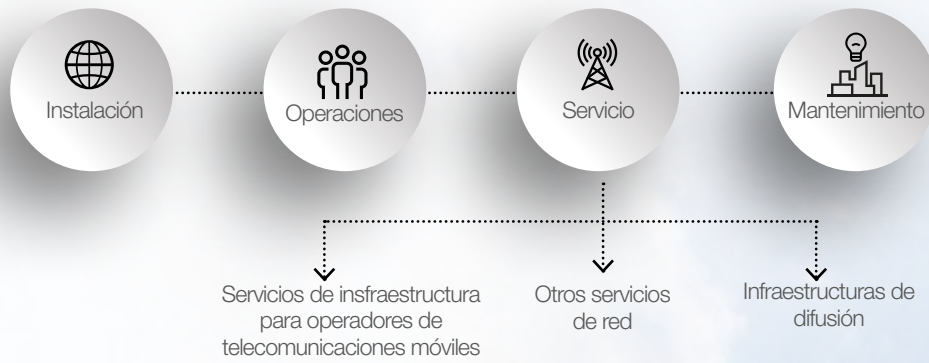 Instalación
Operaciones
Servicio
Mantenimiento
Servicios de insfraestructura
para operadores de
telecomunicaciones móviles
Otros servicios
de red
Infraestructuras de
difusión